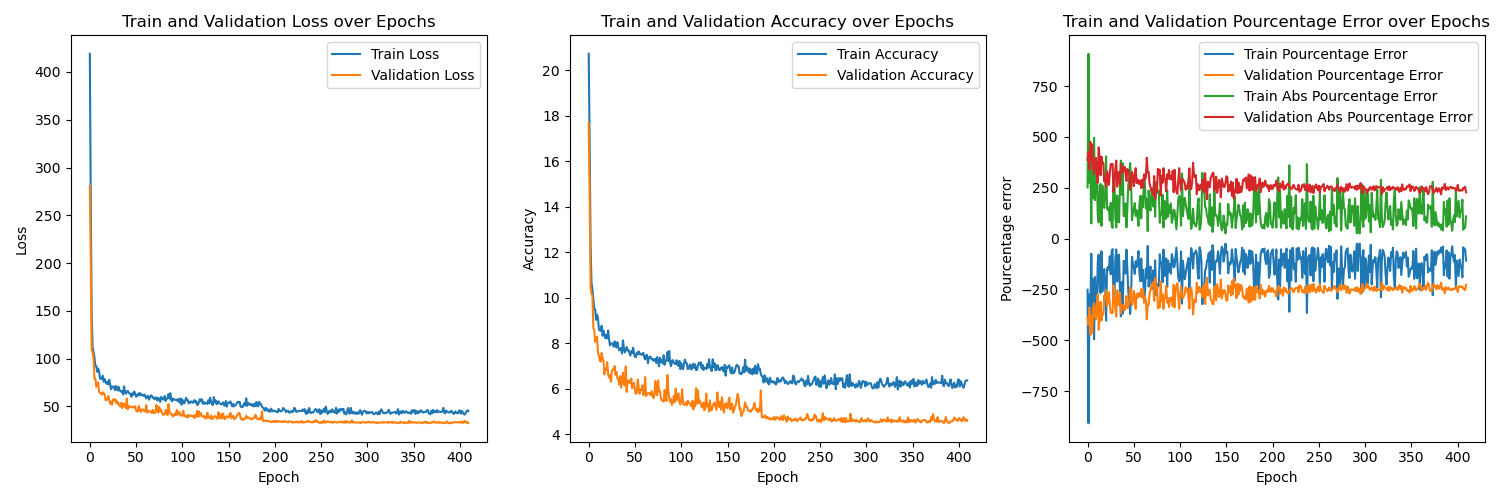 Train and Validation Loss over Epochs
Train Loss
Validation Loss
400
350
300
250
200
150
100
50
Loss
0 50 100 150 200 250 300 350 400
Epoch
Train and Validation Accuracy over Epochs
Train Accuracy
Validation Accuracy
20
18
16
14
12
10
8
6
4
Accuracy
0 50 100 150 200 250 300 350 400
Epoch
Train and Validation Pourcentage Error over Epochs
Train Pourcentage Error
Validation Pourcentage Error
Train Abs Pourcentage Error
Validation Abs Pourcentage Error
750
500
250
0
−250
−500
−750
Pourcentage error
0 50 100 150 200 250 300 350 400
Epoch